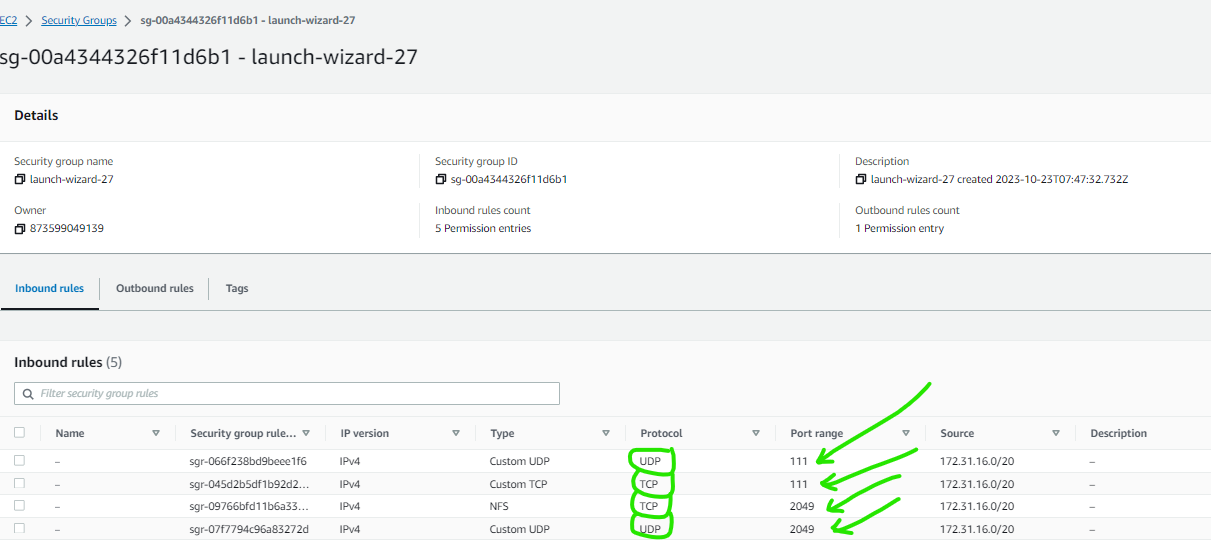 EC2 > Security Groups > sg-00a4344326f11d6b1 - launch-wizard-27
sg-00a4344326f11d6b1 - launch-wizard-27
Details
Security group name Security group ID Description
launch-wizard-27 sg-00a4344326f11d6b1 launch-wizard-27 created 2023-10-23T07:47:32.732Z
Owner Inbound rules count Outbound rules count
873599049139 5 Permission entries 1 Permission entry
Inbound rules Outbound rules Tags
Inbound rules (5)
Filter security group rules
Name Security group rule... IP version Type Protocol Port range Source Description
– sgr-066f238bd9beee1f6 IPv4 Custom UDP UDP 111 172.31.16.0/20 –
– sgr-045d2b5df1b92d2... IPv4 Custom TCP TCP 111 172.31.16.0/20 –
– sgr-09766bfd11b6a33... IPv4 NFS TCP 2049 172.31.16.0/20 –
– sgr-07f7794c96a83272d IPv4 Custom UDP UDP 2049 172.31.16.0/20 –